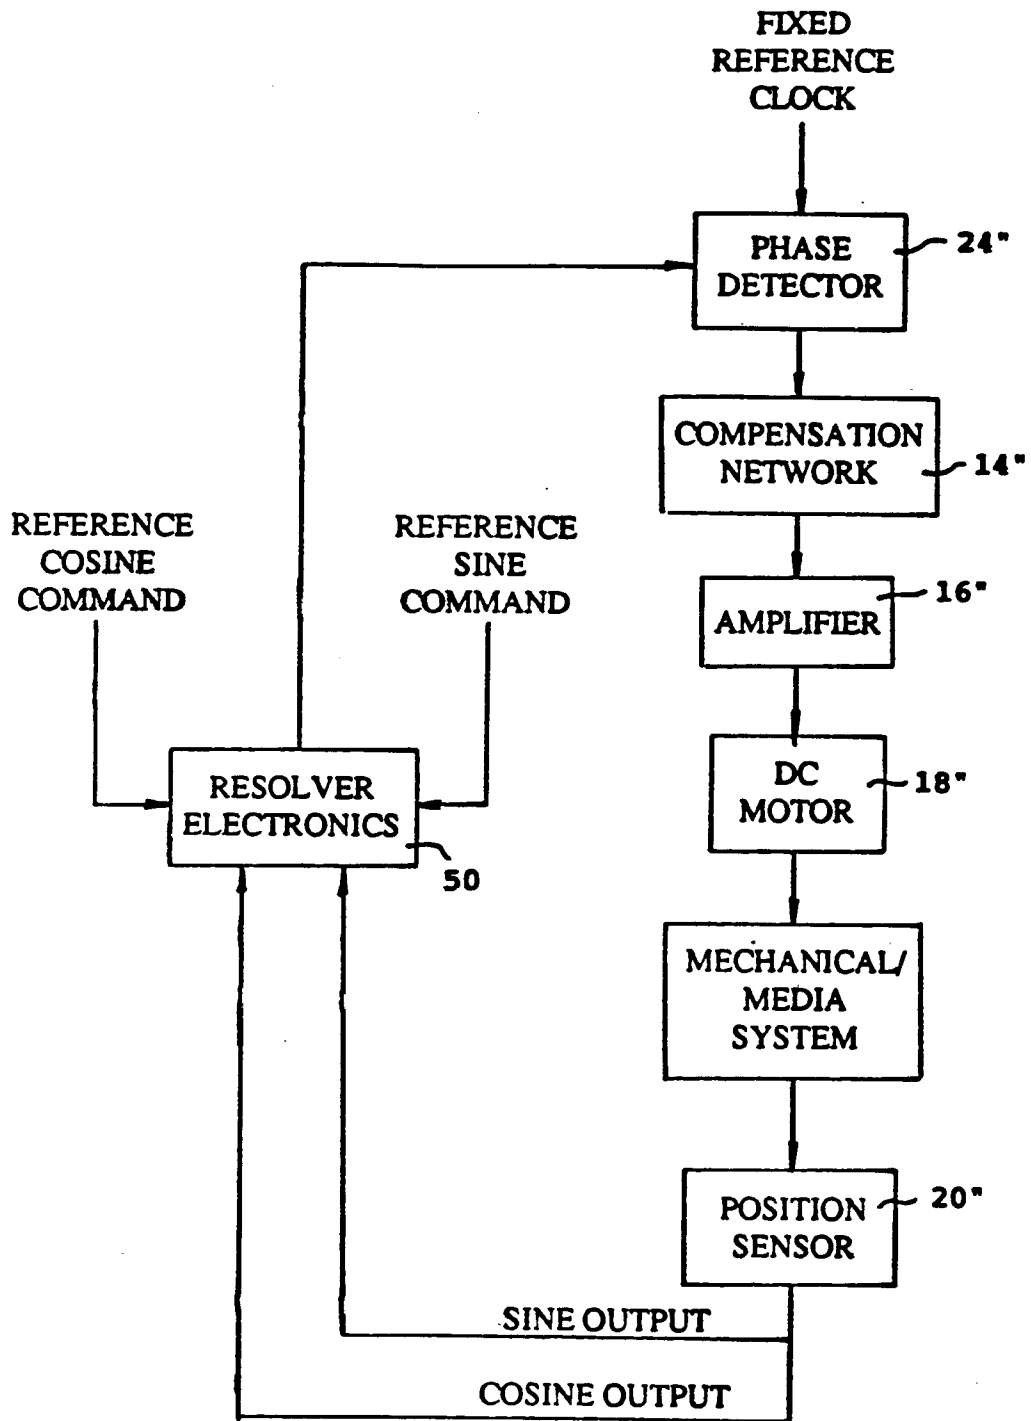 FIXED
REFERENCE
CLOCK
PHASE
DETECTOR
24"
COMPENSATION
NETWORK
14"
REFERENCE
COSINE
COMMAND
REFERENCE
SINE
COMMAND
AMPLIFIER
16"
RESOLVER
ELECTRONICS
50
DC
MOTOR
18"
MECHANICAL/
MEDIA
SYSTEM
POSITION
SENSOR
20"
SINE OUTPUT
COSINE OUTPUT